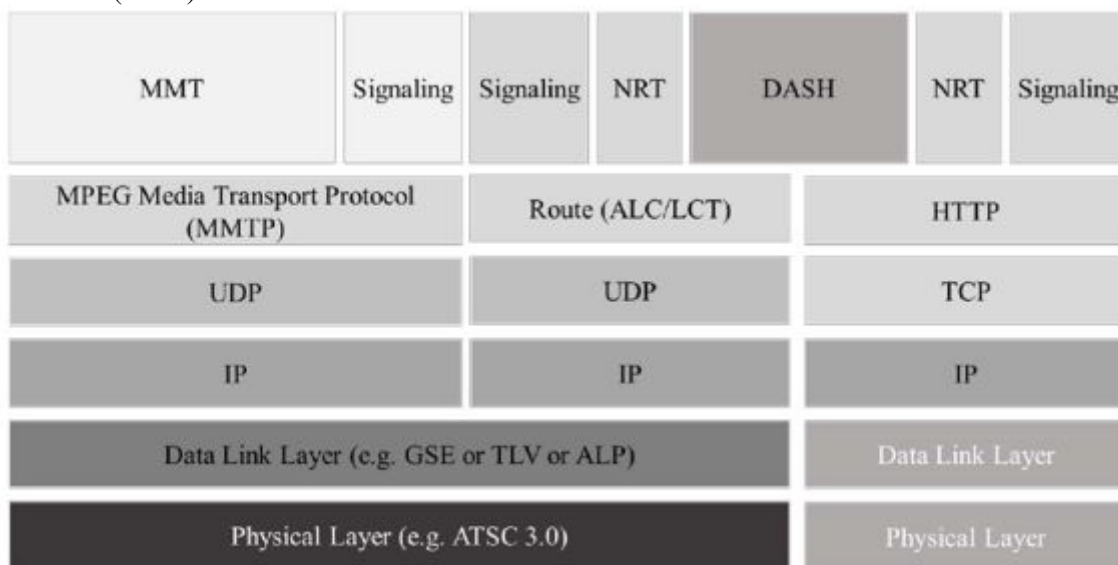 MMT Signaling Signaling NRT DASH NRT Signaling
MPEG Media Transport Protocol
(MMTP)
Route (ALC/LCT)
HTTP
UDP UDP TCP
IP IP IP
Data Link Layer (e.g. GSE or TLV or ALP) Data Link Layer
Physical Layer (e.g. ATSC 3.0) Physical Layer